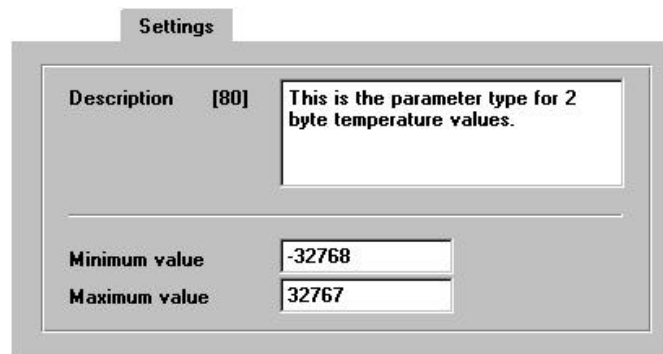 Settings
Description [80]
This is the parameter type for 2
byte temperature values.
Minimum value -32768
Maximum value 32767